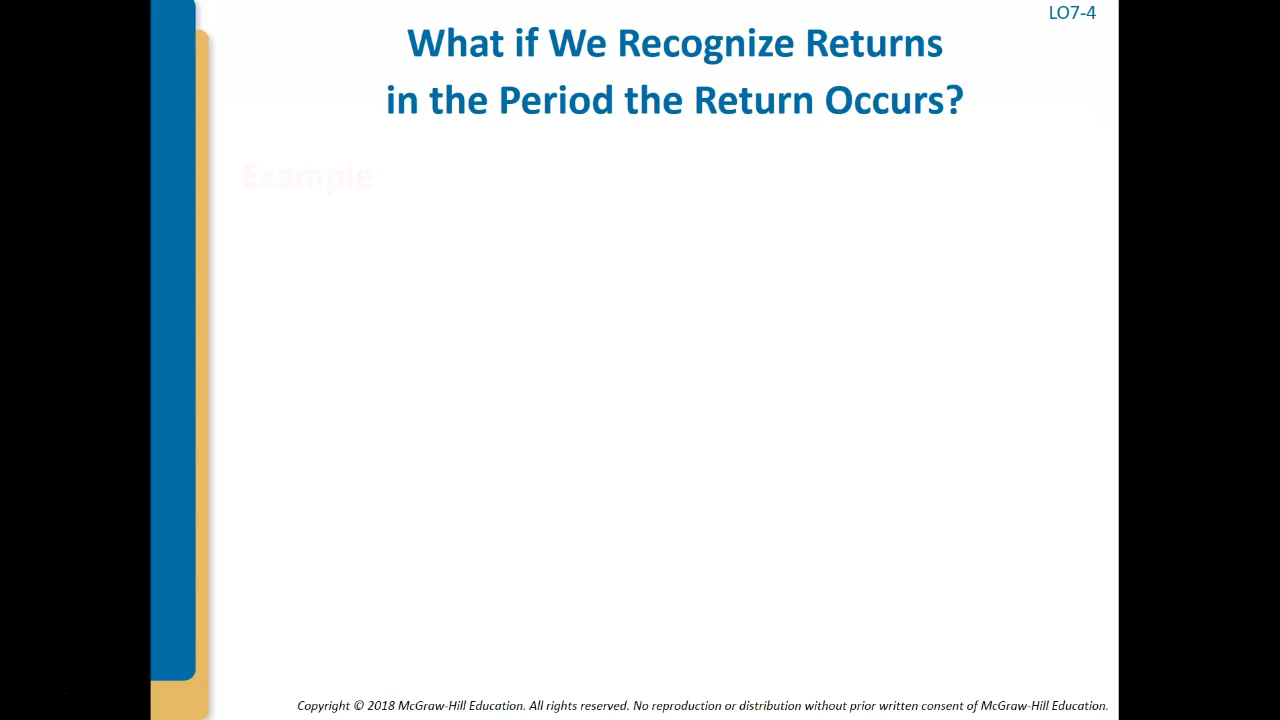 LO7-4
What if We Recognize Returns
in the Period the Return Occurs?
Example
Copyright © 2018 McGraw-Hill Education. All rights reserved. No reproduction or distribution without prior written consent of McGraw-Hill Education.